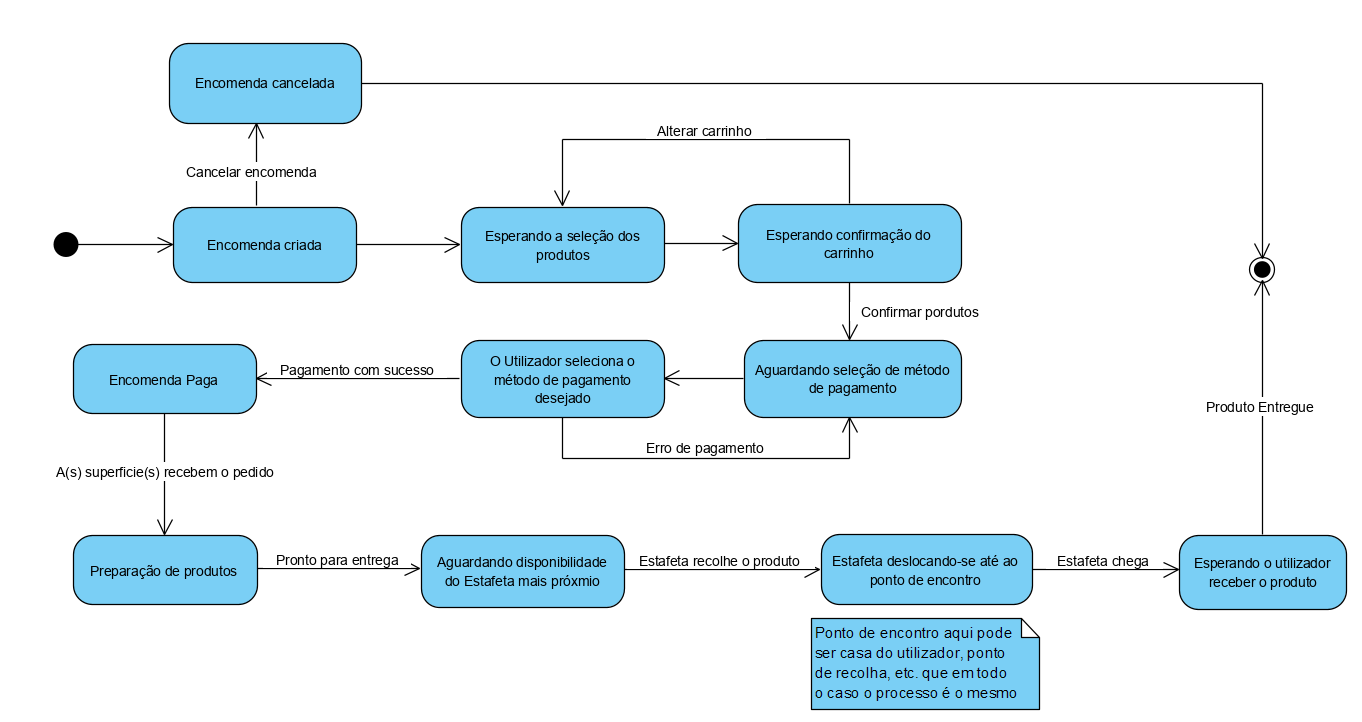 Encomenda cancelada
Alterar carrinho
Cancelar encomenda
Encomenda criada
Esperando a seleção dos
produtos
Esperando confirmação do
carrinho
Confirmar pordutos
Encomenda Paga
Pagamento com sucesso
O Utilizador seleciona o
método de pagamento
desejado
Aguardando seleção de método
de pagamento
Erro de pagamento
Produto Entregue
A(s) superficie(s) recebem o pedido
Preparação de produtos
Pronto para entrega
Aguardando disponibilidade
do Estafeta mais próxmio
Estafeta recolhe o produto
Estafeta deslocando-se até ao
ponto de encontro
Estafeta chega
Esperando o utilizador
receber o produto
Ponto de encontro aqui pode
ser casa do utilizador, ponto
de recolha, etc. que em todo
o caso o processo é o mesmo